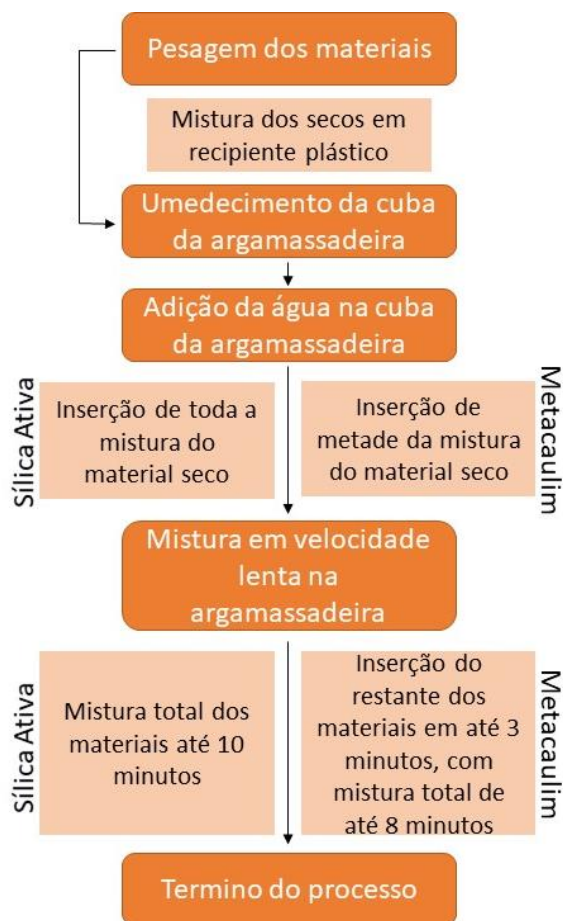 Pesagem dos materiais
Mistura dos secos em
recipiente plástico
Umedecimento da cuba
da argamassadeira
Adição da água na cuba
da argamassadeira
Sílica Ativa
Inserção de toda a
mistura do
material seco
Inserção de
metade da mistura
do material seco
Metacaulim
Mistura em velocidade
lenta na
argamassadeira
Sílica Ativa
Mistura total dos
materiais até 10
minutos
Inserção do
restante dos
materiais em até 3
minutos, com
mistura total de
até 8 minutos
Metacaulim
Termino do processo